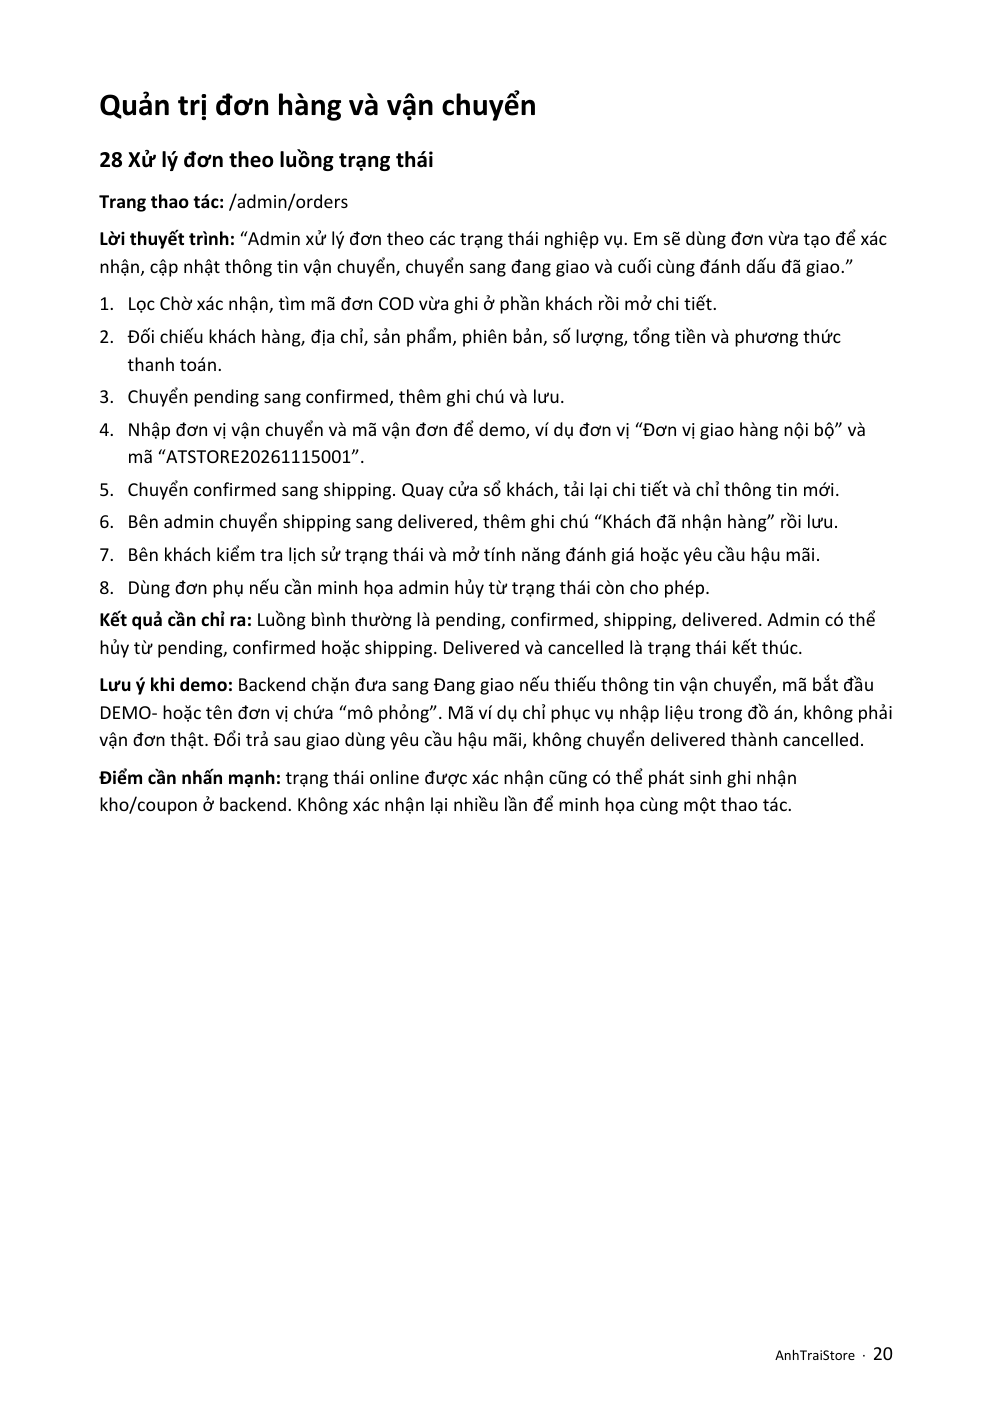 Quản trị đơn hàng và vận chuyển
28 Xử lý đơn theo luồng trạng thái
Trang thao tác: /admin/orders
Lời thuyết trình: “Admin xử lý đơn theo các trạng thái nghiệp vụ. Em sẽ dùng đơn vừa tạo để xác
nhận, cập nhật thông tin vận chuyển, chuyển sang đang giao và cuối cùng đánh dấu đã giao.”
1. Lọc Chờ xác nhận, tìm mã đơn COD vừa ghi ở phần khách rồi mở chi tiết.
2. Đối chiếu khách hàng, địa chỉ, sản phẩm, phiên bản, số lượng, tổng tiền và phương thức
thanh toán.
3. Chuyển pending sang confirmed, thêm ghi chú và lưu.
4. Nhập đơn vị vận chuyển và mã vận đơn để demo, ví dụ đơn vị “Đơn vị giao hàng nội bộ” và
mã “ATSTORE20261115001”.
5. Chuyển confirmed sang shipping. Quay cửa sổ khách, tải lại chi tiết và chỉ thông tin mới.
6. Bên admin chuyển shipping sang delivered, thêm ghi chú “Khách đã nhận hàng” rồi lưu.
7. Bên khách kiểm tra lịch sử trạng thái và mở tính năng đánh giá hoặc yêu cầu hậu mãi.
8. Dùng đơn phụ nếu cần minh họa admin hủy từ trạng thái còn cho phép.
Kết quả cần chỉ ra: Luồng bình thường là pending, confirmed, shipping, delivered. Admin có thể
hủy từ pending, confirmed hoặc shipping. Delivered và cancelled là trạng thái kết thúc.
Lưu ý khi demo: Backend chặn đưa sang Đang giao nếu thiếu thông tin vận chuyển, mã bắt đầu
DEMO- hoặc tên đơn vị chứa “mô phỏng”. Mã ví dụ chỉ phục vụ nhập liệu trong đồ án, không phải
vận đơn thật. Đổi trả sau giao dùng yêu cầu hậu mãi, không chuyển delivered thành cancelled.
Điểm cần nhấn mạnh: trạng thái online được xác nhận cũng có thể phát sinh ghi nhận
kho/coupon ở backend. Không xác nhận lại nhiều lần để minh họa cùng một thao tác.
AnhTraiStore · 20